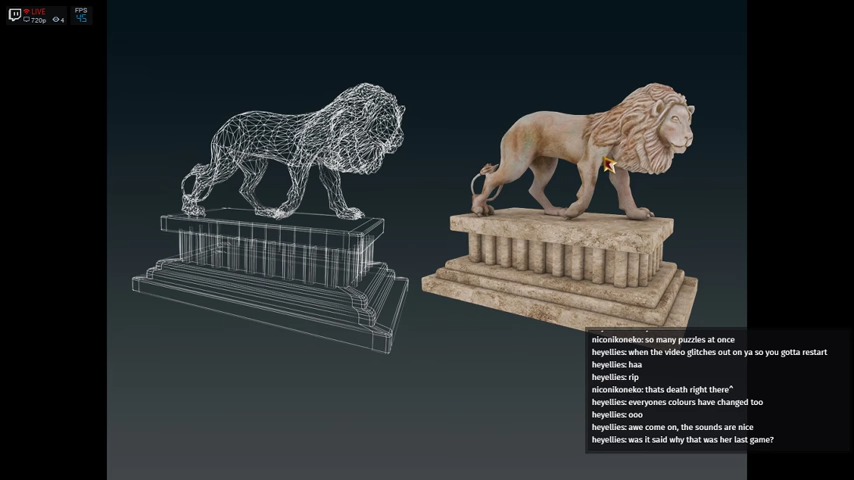 LIVE
720p
4
FPS
45
niconikoneko: so many puzzles at once
heyellies: when the video glitches out on ya so you gotta restart
heyellies: haa
heyellies: rip
niconikoneko: thats death right there^
heyellies: everyones colours have changed too
heyellies: ooo
heyellies: awe come on, the sounds are nice
heyellies: was it said why that was her last game?